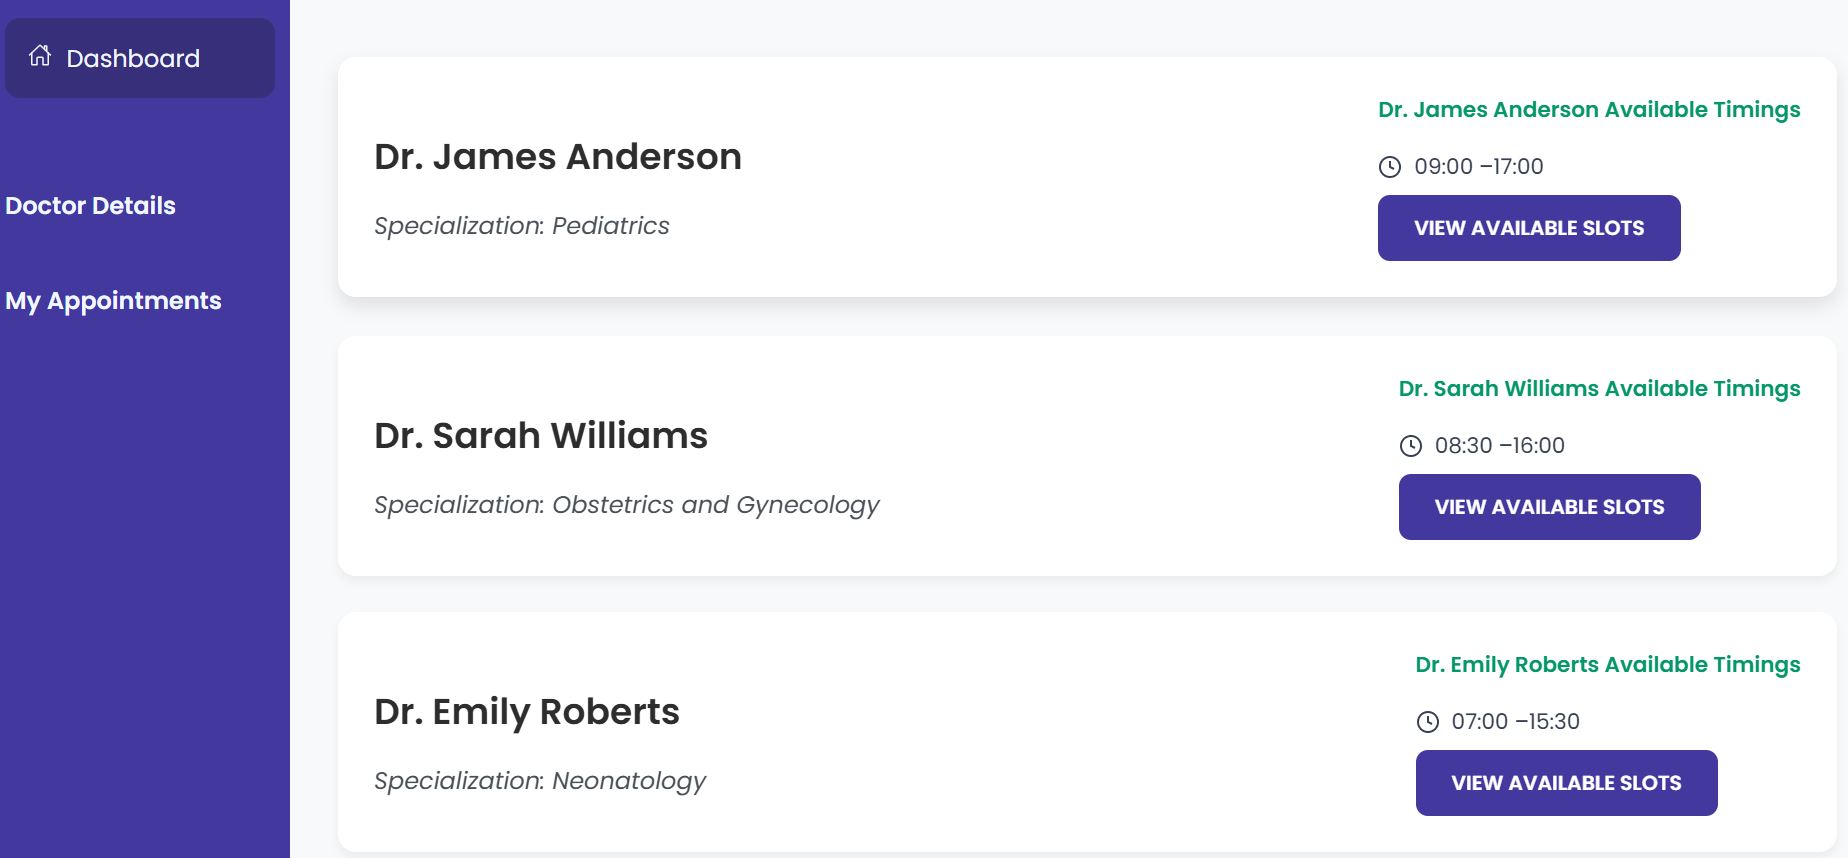 Dashboard
Doctor Details
My Appointments
Dr. James Anderson
Specialization: Pediatrics
Dr. James Anderson Available Timings
09:00 –17:00
VIEW AVAILABLE SLOTS
Dr. Sarah Williams
Specialization: Obstetrics and Gynecology
Dr. Sarah Williams Available Timings
08:30 –16:00
VIEW AVAILABLE SLOTS
Dr. Emily Roberts
Specialization: Neonatology
Dr. Emily Roberts Available Timings
07:00 –15:30
VIEW AVAILABLE SLOTS